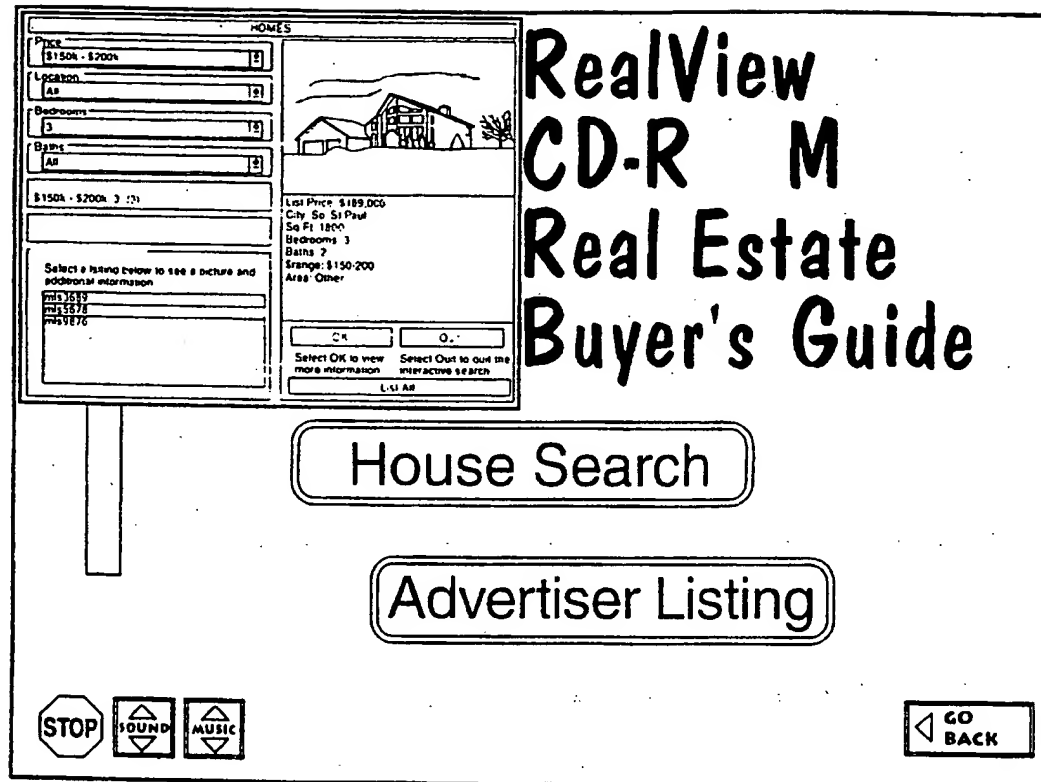 HOMES
Price
$150k - $200k
Location
All
Bedrooms
3
Baths
All
$150k - $200k, 3 (3)
Select a listing below to see a picture and
additional information
mls3689
mls5678
mls9876
List Price: $189,000
City: So. St Paul
Sq Ft: 1800
Bedrooms: 3
Baths: 2
$range: $150-200
Area: Other
OK
Select OK to view
more information
Quit
Select Quit to quit the
interactive search
List All
RealView
CD-R M
Real Estate
Buyer's Guide
House Search
Advertiser Listing
STOP
SOUND
MUSIC
GO
BACK